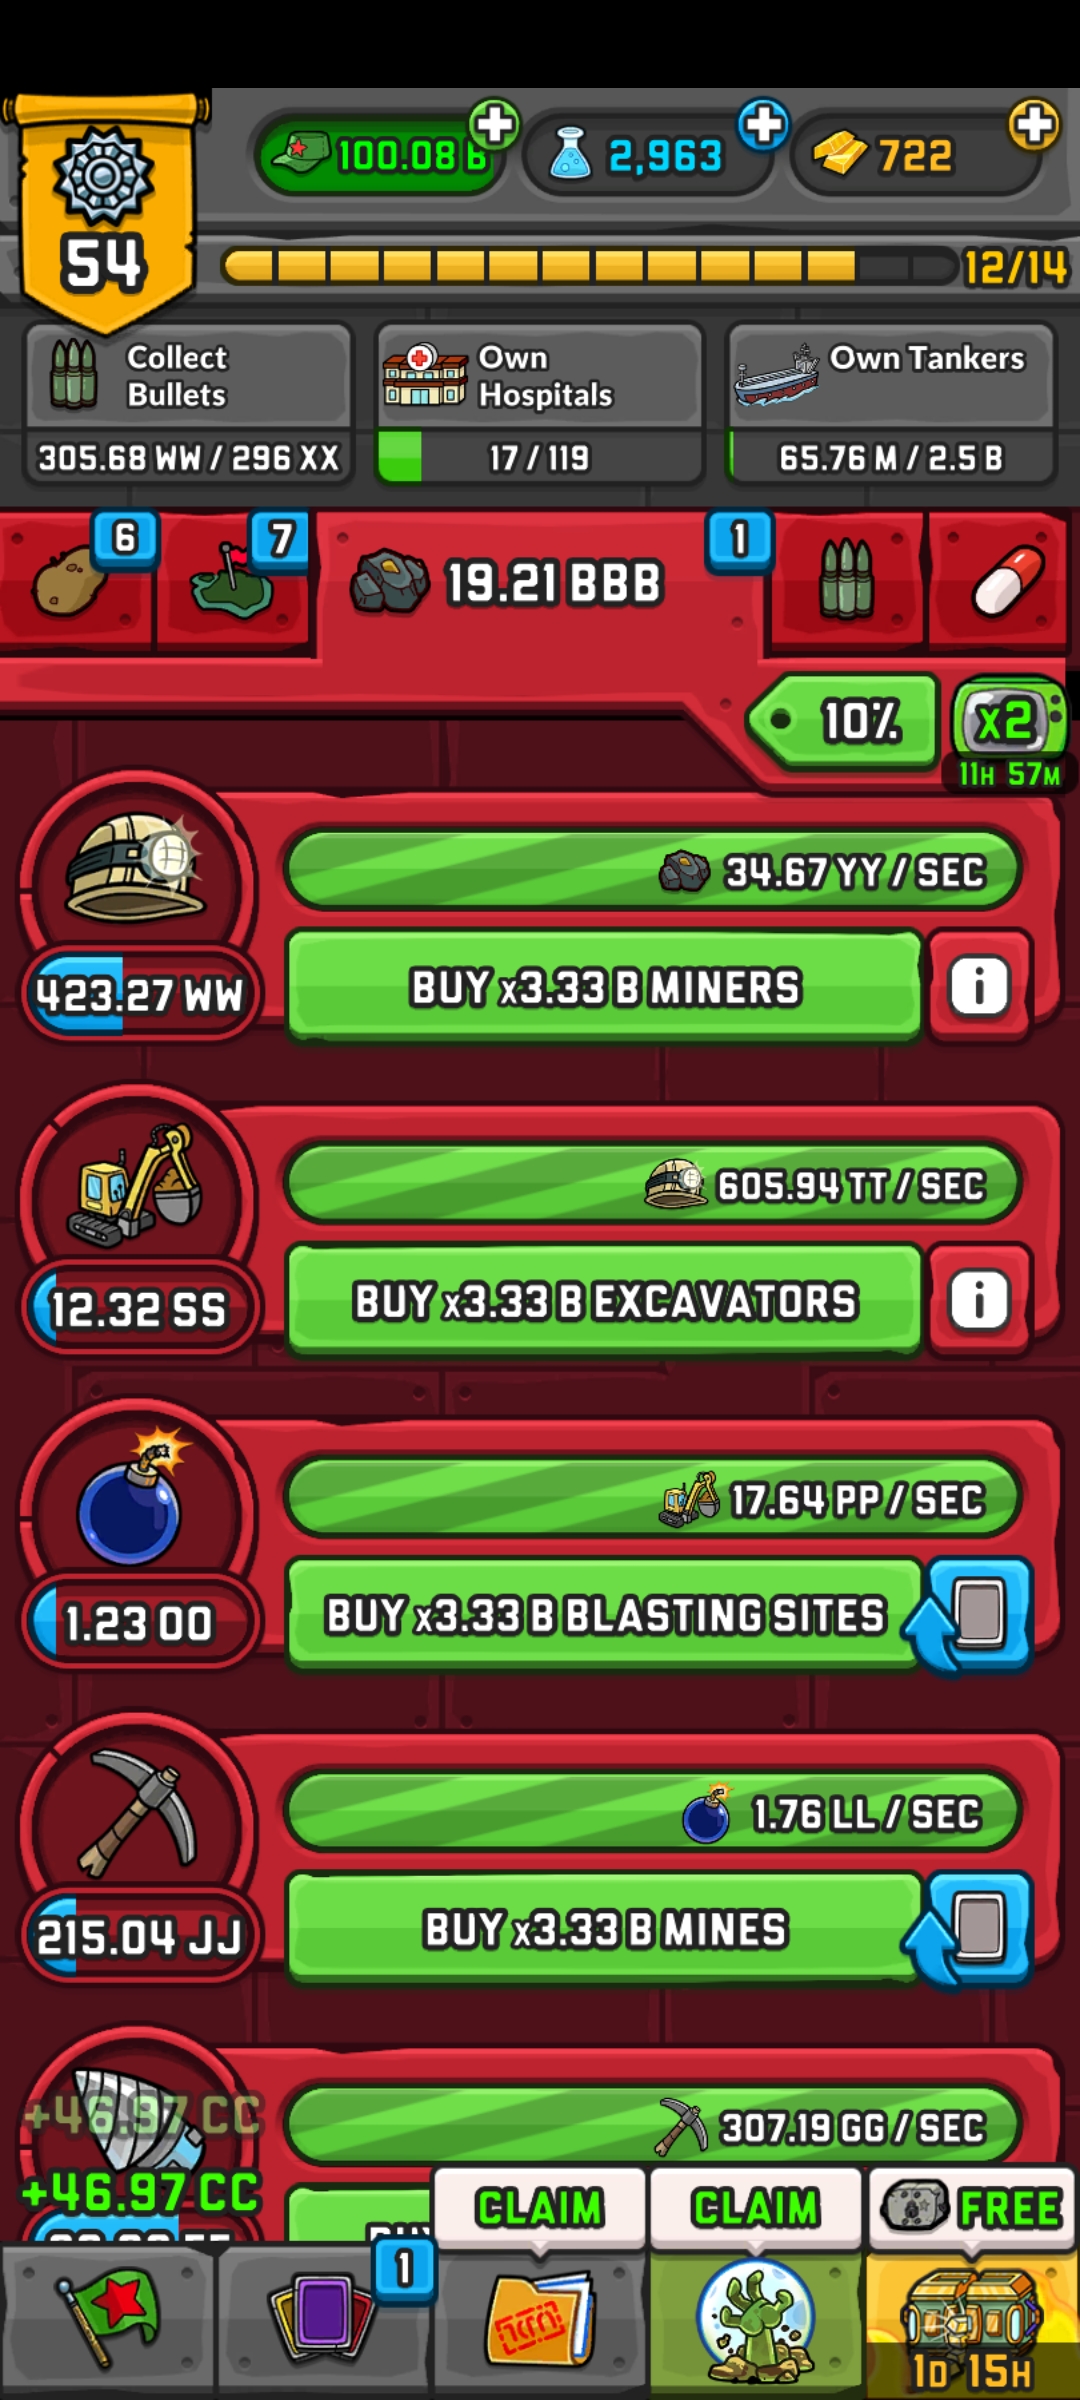 54
100.08 B
2,963
722
12/14
Collect
Bullets
305.68 WW / 296 XX
Own
Hospitals
17 / 119
Own Tankers
65.76 M / 2.5 B
6
7
19.21 BBB
1
10%
x2
11H 57M
34.67 YY / SEC
423.27 WW
BUY x3.33 B MINERS
i
605.94 TT / SEC
12.32 SS
BUY x3.33 B EXCAVATORS
i
17.64 PP / SEC
1.23 OO
BUY x3.33 B BLASTING SITES
1.76 LL / SEC
215.04 JJ
BUY x3.33 B MINES
+46.97 CC
307.19 GG / SEC
+46.97 CC
CLAIM
CLAIM
FREE
1
1D 15H